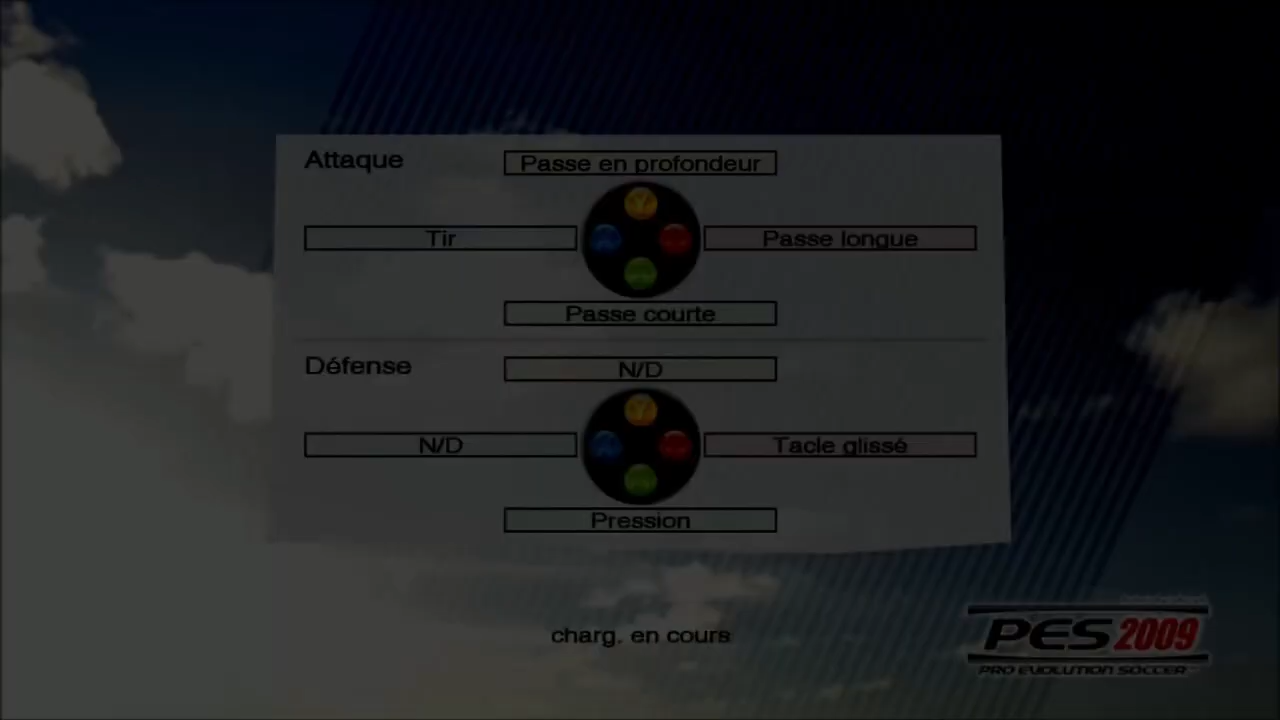 Attaque
Passe en profondeur
Y
Tir
Passe longue
Passe courte
Défense
N/D
Y
N/D
Tacle glissé
Pression
charg. en cours
PES 2009
PRO EVOLUTION SOCCER